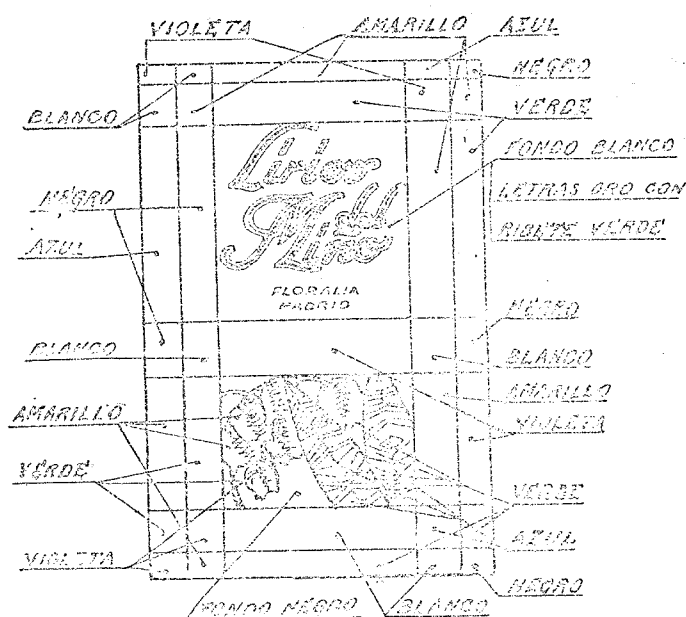 VIOLETA
AMARILLO
AZUL
NEGRO
BLANCO
VERDE
Lirios
FONDO BLANCO
LETRAS ORO CON
RIBETE VERDE
NEGRO
AZUL
FLORALIA
MADRID
NEGRO
BLANCO
BLANCO
AMARILLO
AMARILLO
VIOLETA
VERDE
VERDE
AZUL
VIOLETA
NEGRO
FONDO NEGRO
BLANCO